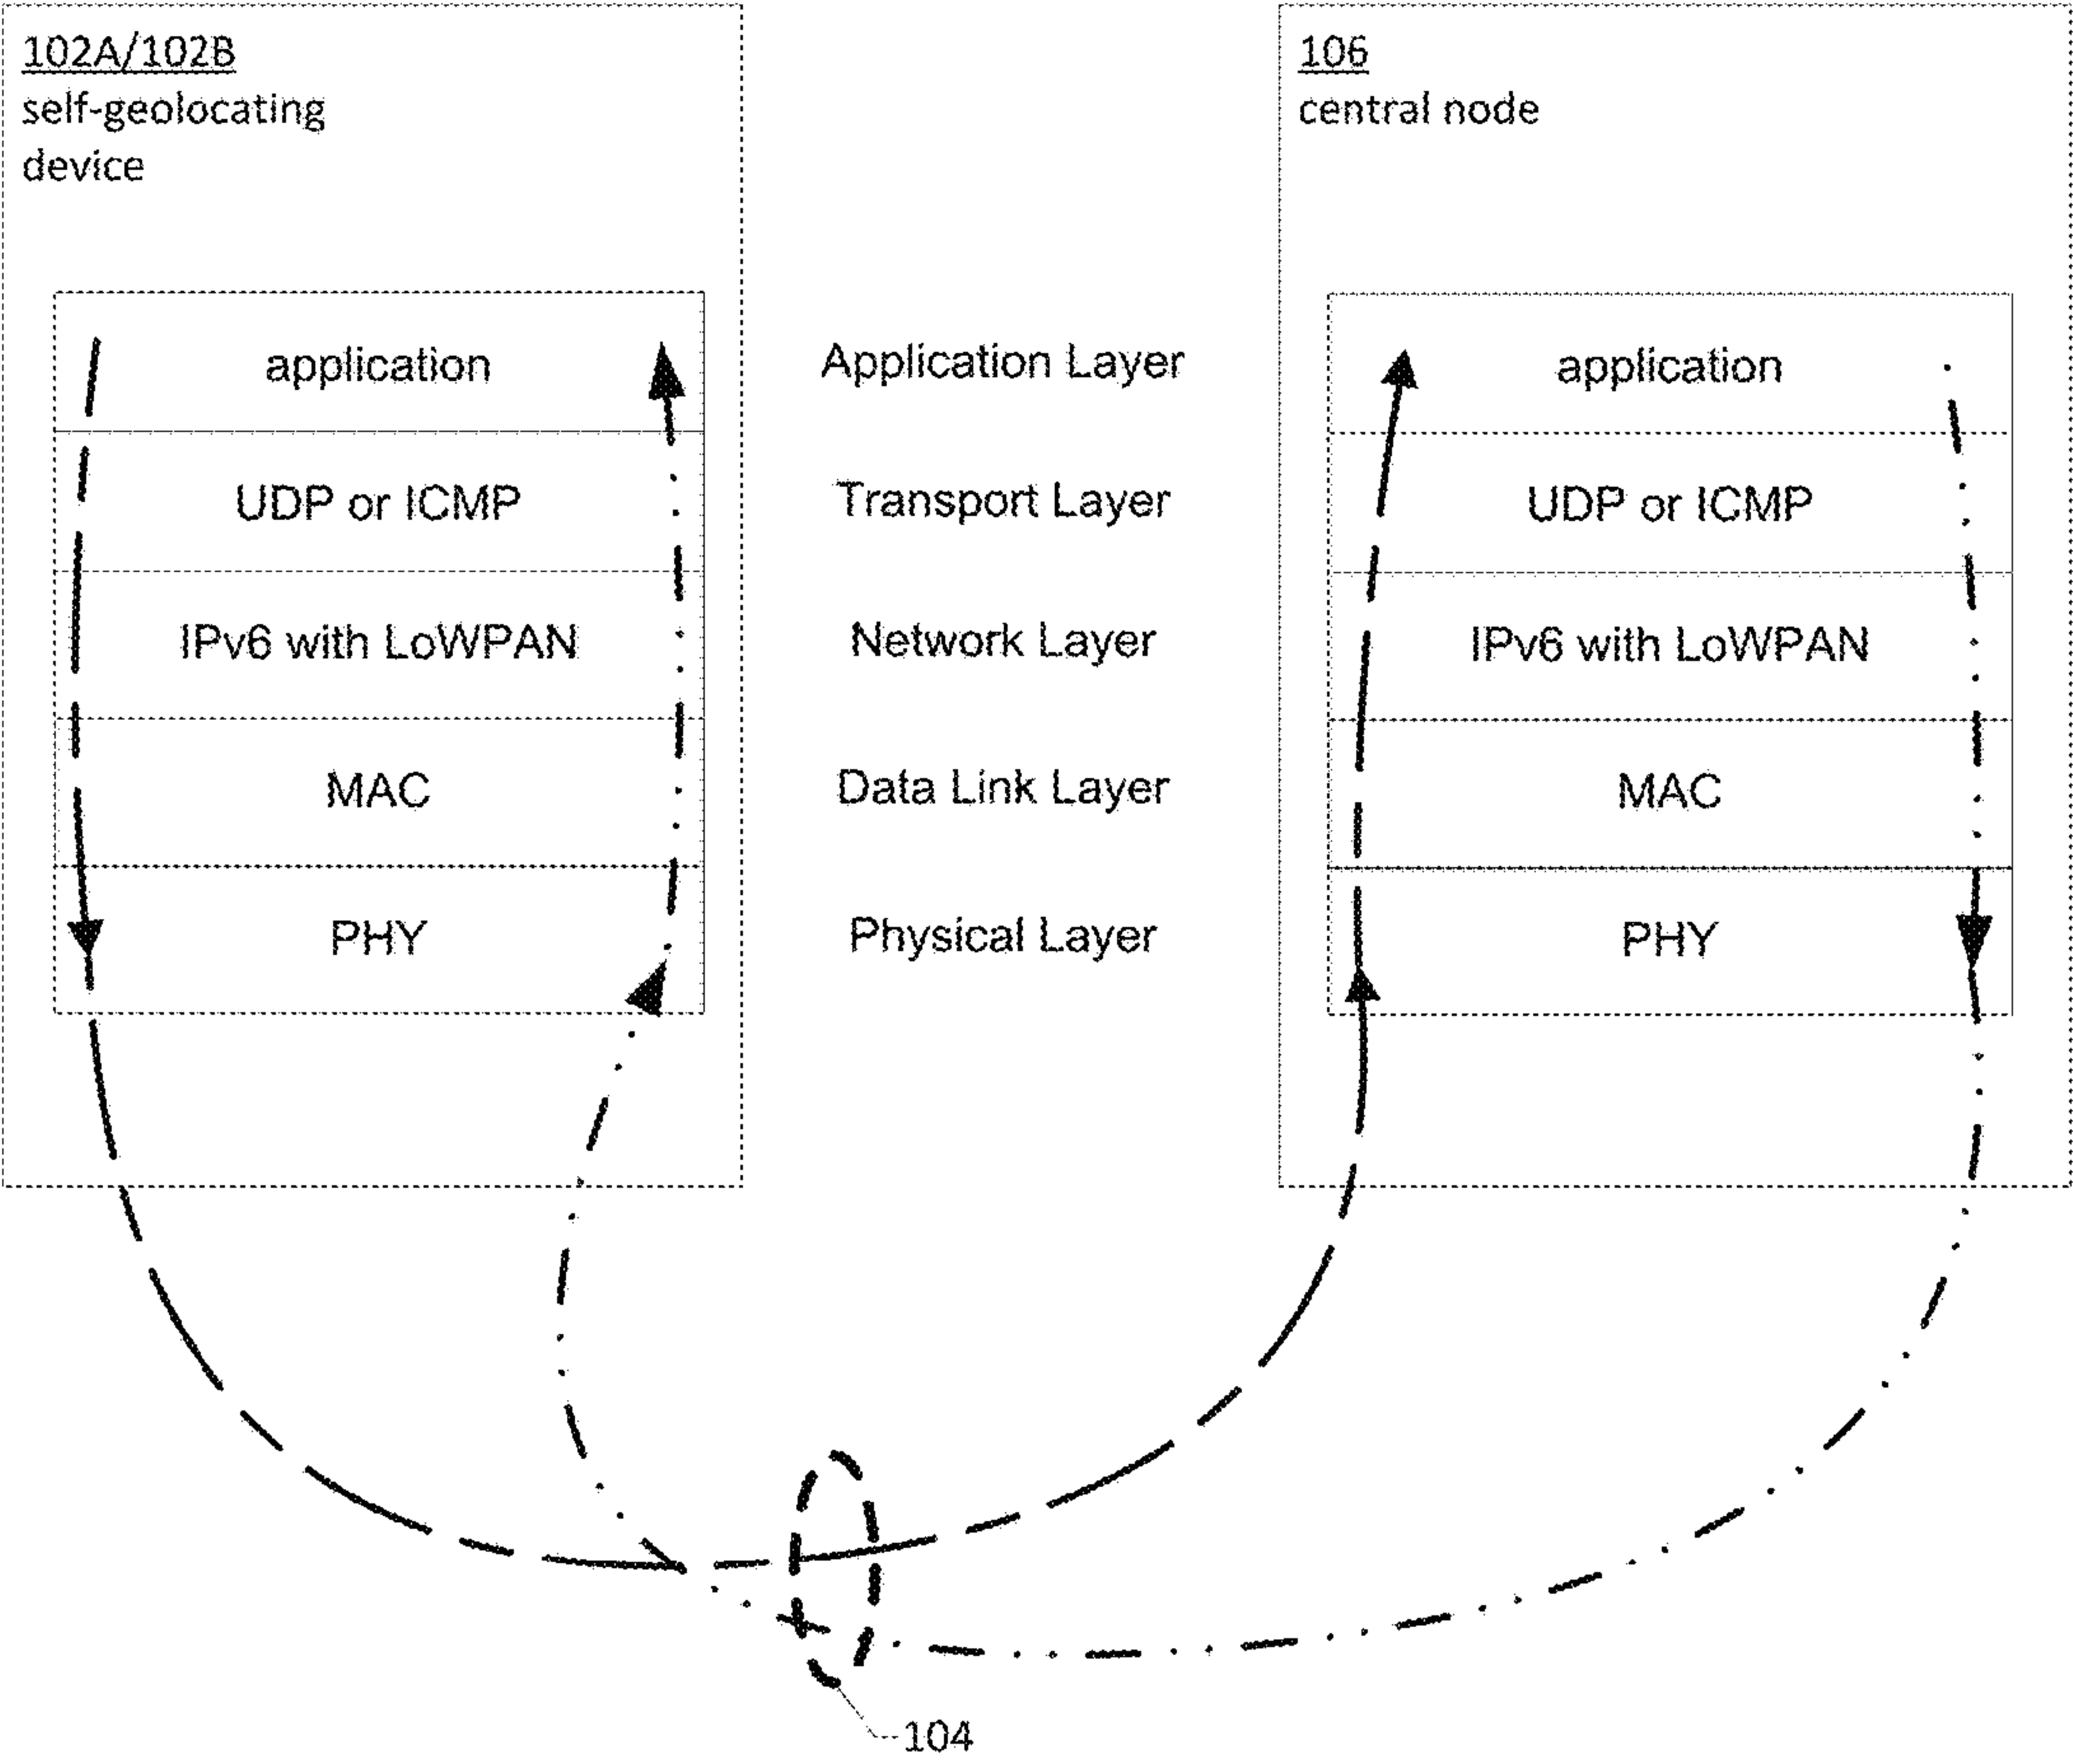 102A/102B
self-geolocating
device
106
central node
application
Application Layer
application
UDP or ICMP
Transport Layer
UDP or ICMP
IPv6 with LoWPAN
Network Layer
IPv6 with LoWPAN
MAC
Data Link Layer
MAC
PHY
Physical Layer
PHY
104